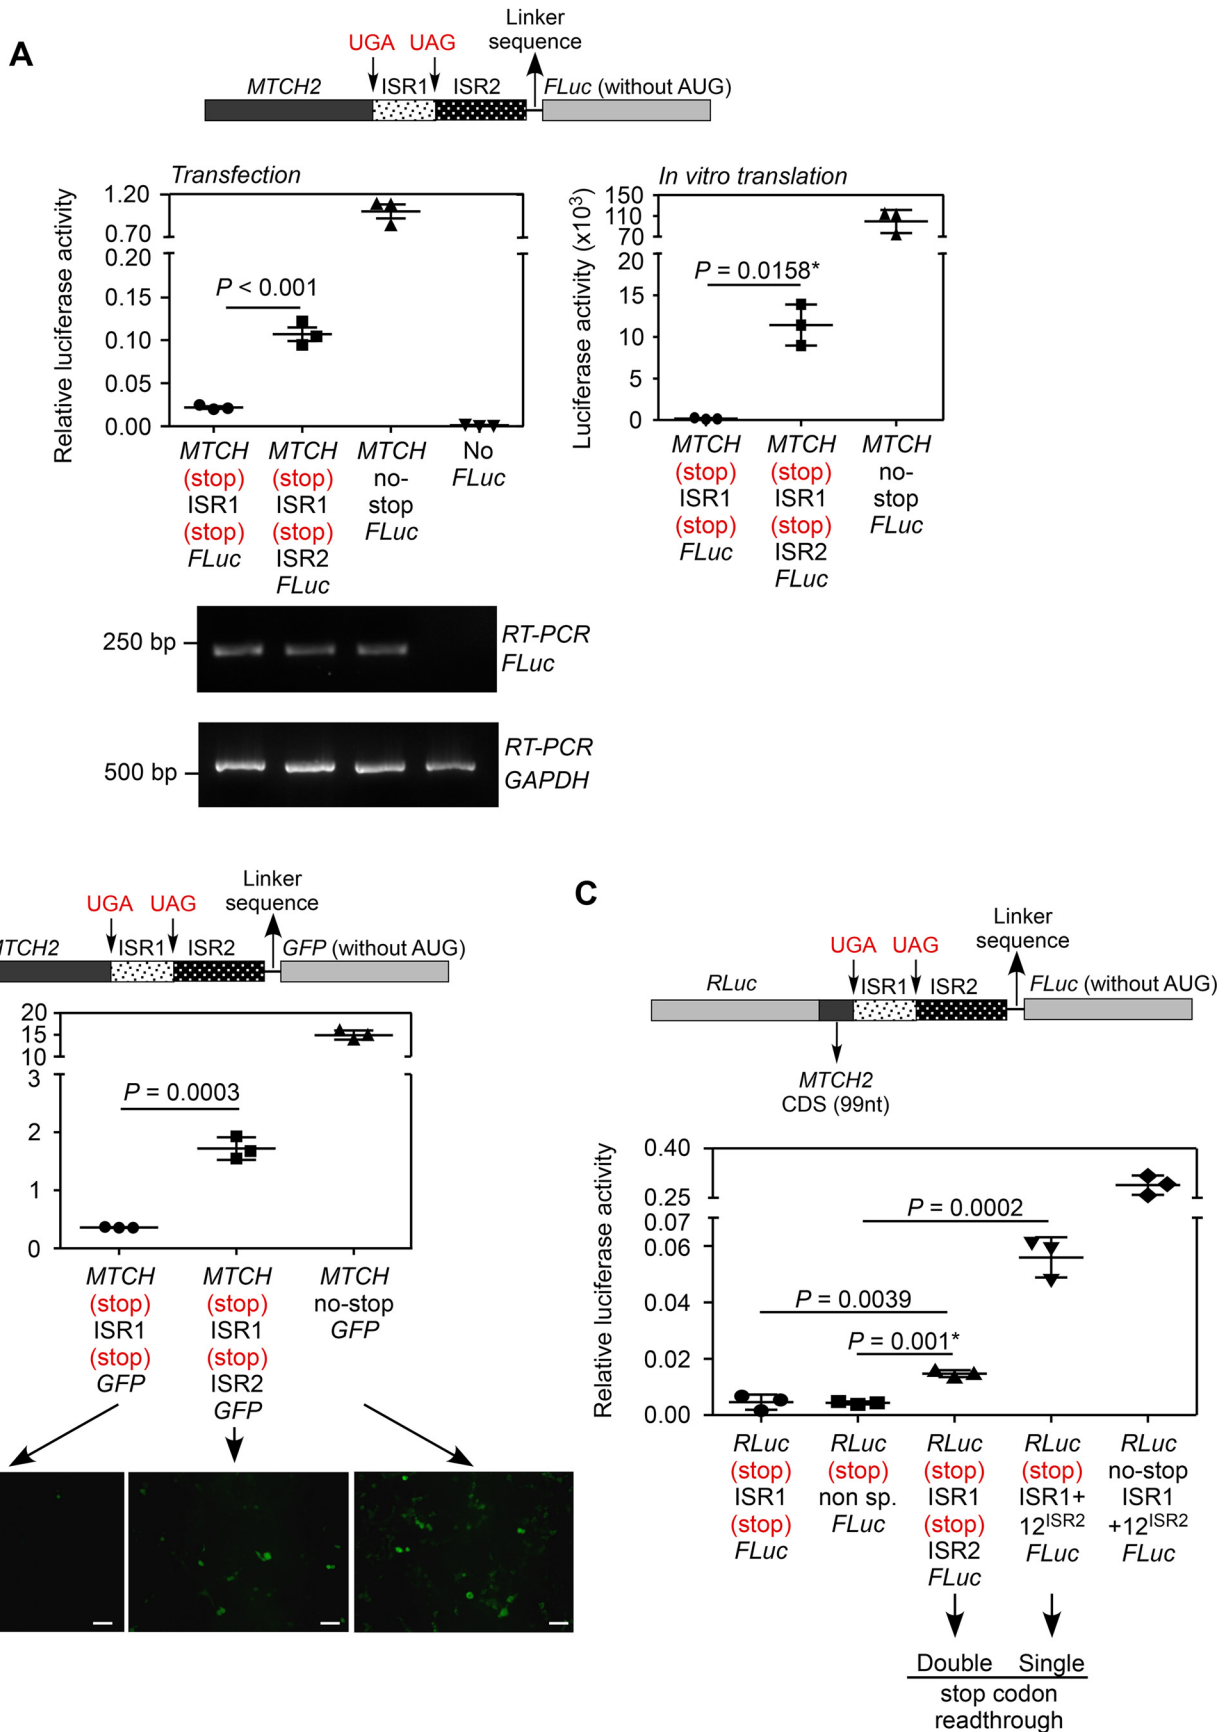 A
Linker
sequence
UGA UAG
MTCH2 ISR1 ISR2 FLuc (without AUG)
Transfection
Relative luciferase activity
1.20
0.70
0.20
0.15
0.10
0.05
0.00
P < 0.001
MTCH
(stop)
ISR1
(stop)
FLuc
MTCH
(stop)
ISR1
(stop)
ISR2
FLuc
MTCH
no-
stop
FLuc
No
FLuc
In vitro translation
Luciferase activity (x10³)
150
110
70
20
15
10
5
0
P = 0.0158*
MTCH
(stop)
ISR1
(stop)
FLuc
MTCH
(stop)
ISR1
(stop)
ISR2
FLuc
MTCH
no-
stop
FLuc
250 bp
RT-PCR
FLuc
500 bp
RT-PCR
GAPDH
Linker
sequence
UGA UAG
MTCH2 ISR1 ISR2 GFP (without AUG)
20
15
10
3
2
1
0
P = 0.0003
MTCH
(stop)
ISR1
(stop)
GFP
MTCH
(stop)
ISR1
(stop)
ISR2
GFP
MTCH
no-stop
GFP
C
Linker
sequence
UGA UAG
RLuc ISR1 ISR2 FLuc (without AUG)
MTCH2
CDS (99nt)
Relative luciferase activity
0.40
0.25
0.07
0.06
0.04
0.02
0.00
P = 0.0002
P = 0.0039
P = 0.001*
RLuc
(stop)
ISR1
(stop)
FLuc
RLuc
(stop)
non sp.
FLuc
RLuc
(stop)
ISR1
(stop)
ISR2
FLuc
RLuc
(stop)
ISR1+
12^ISR2
FLuc
RLuc
no-stop
ISR1
+12^ISR2
FLuc
Double Single
stop codon
readthrough